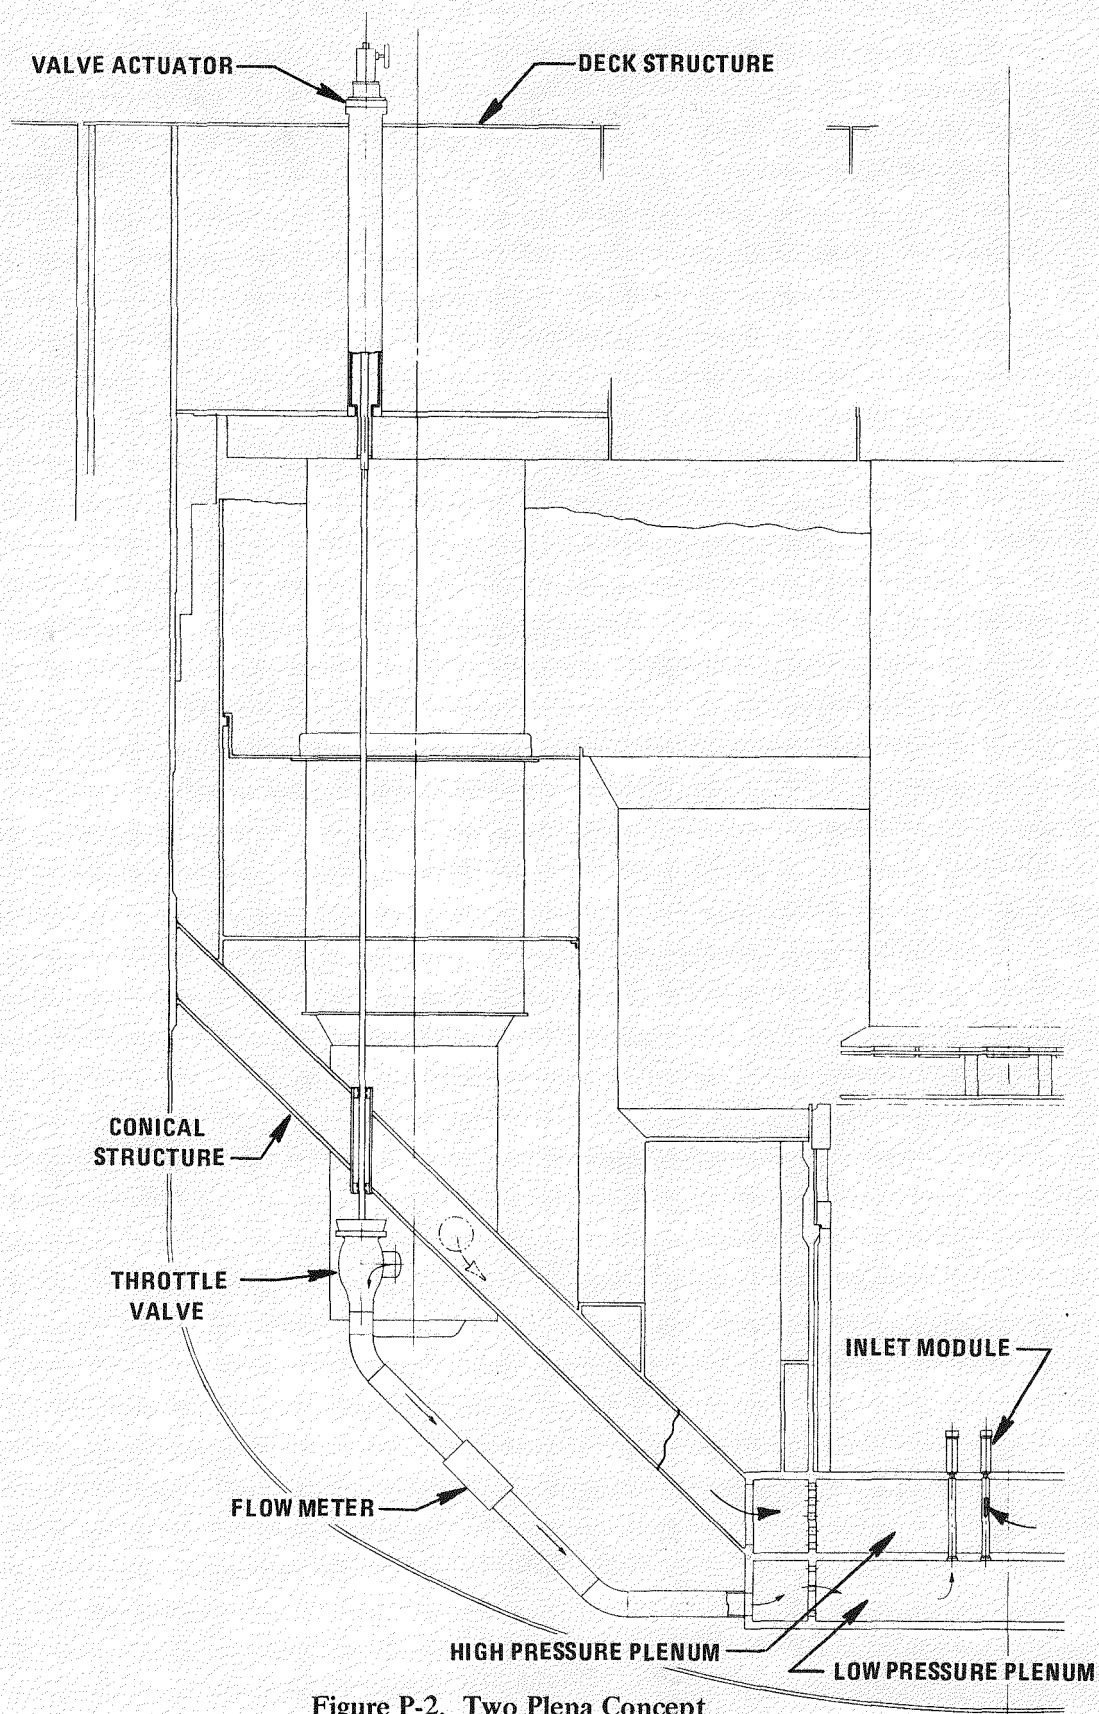 VALVE ACTUATOR
DECK STRUCTURE
CONICAL
STRUCTURE
THROTTLE
VALVE
INLET MODULE
FLOW METER
HIGH PRESSURE PLENUM
LOW PRESSURE PLENUM
Figure P-2. Two Plena Concept